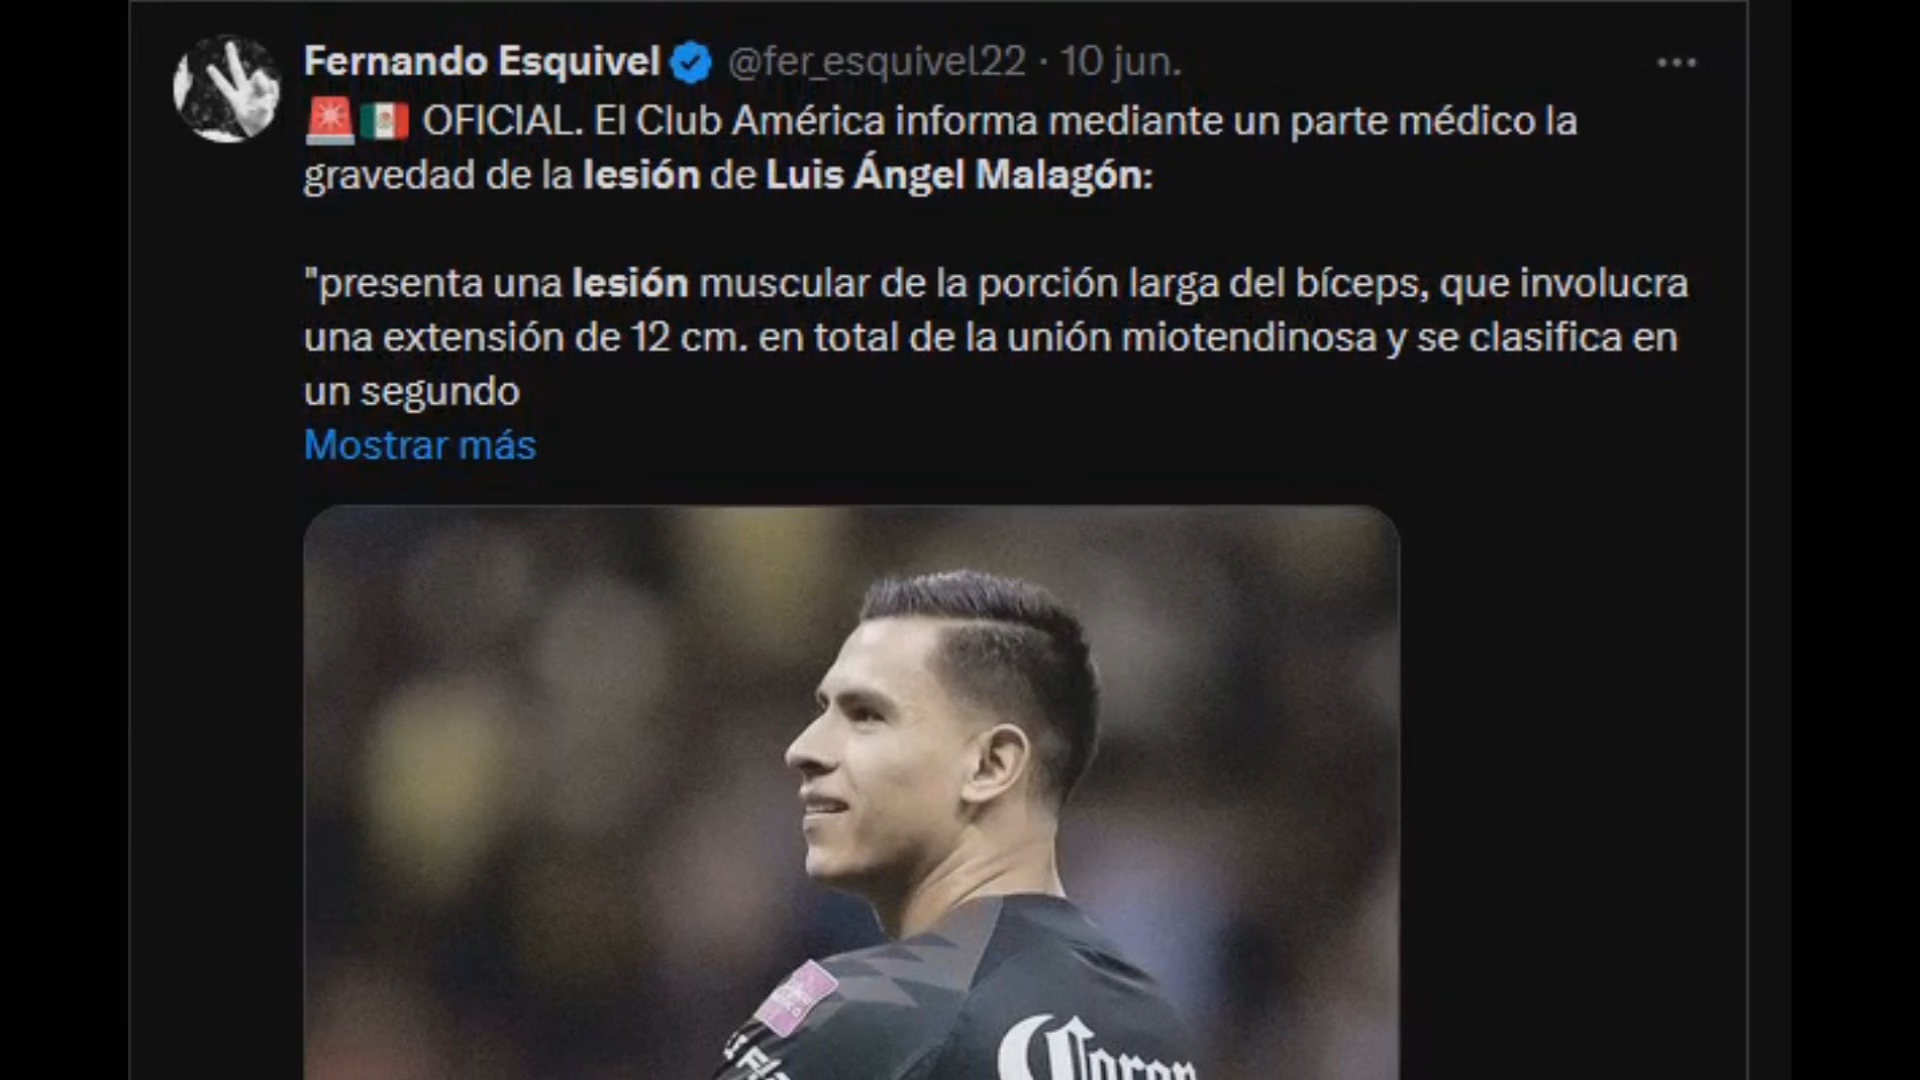 Fernando Esquivel @fer_esquivel22 · 10 jun.
OFICIAL. El Club América informa mediante un parte médico la
gravedad de la lesión de Luis Ángel Malagón:
"presenta una lesión muscular de la porción larga del bíceps, que involucra
una extensión de 12 cm. en total de la unión miotendinosa y se clasifica en
un segundo
Mostrar más